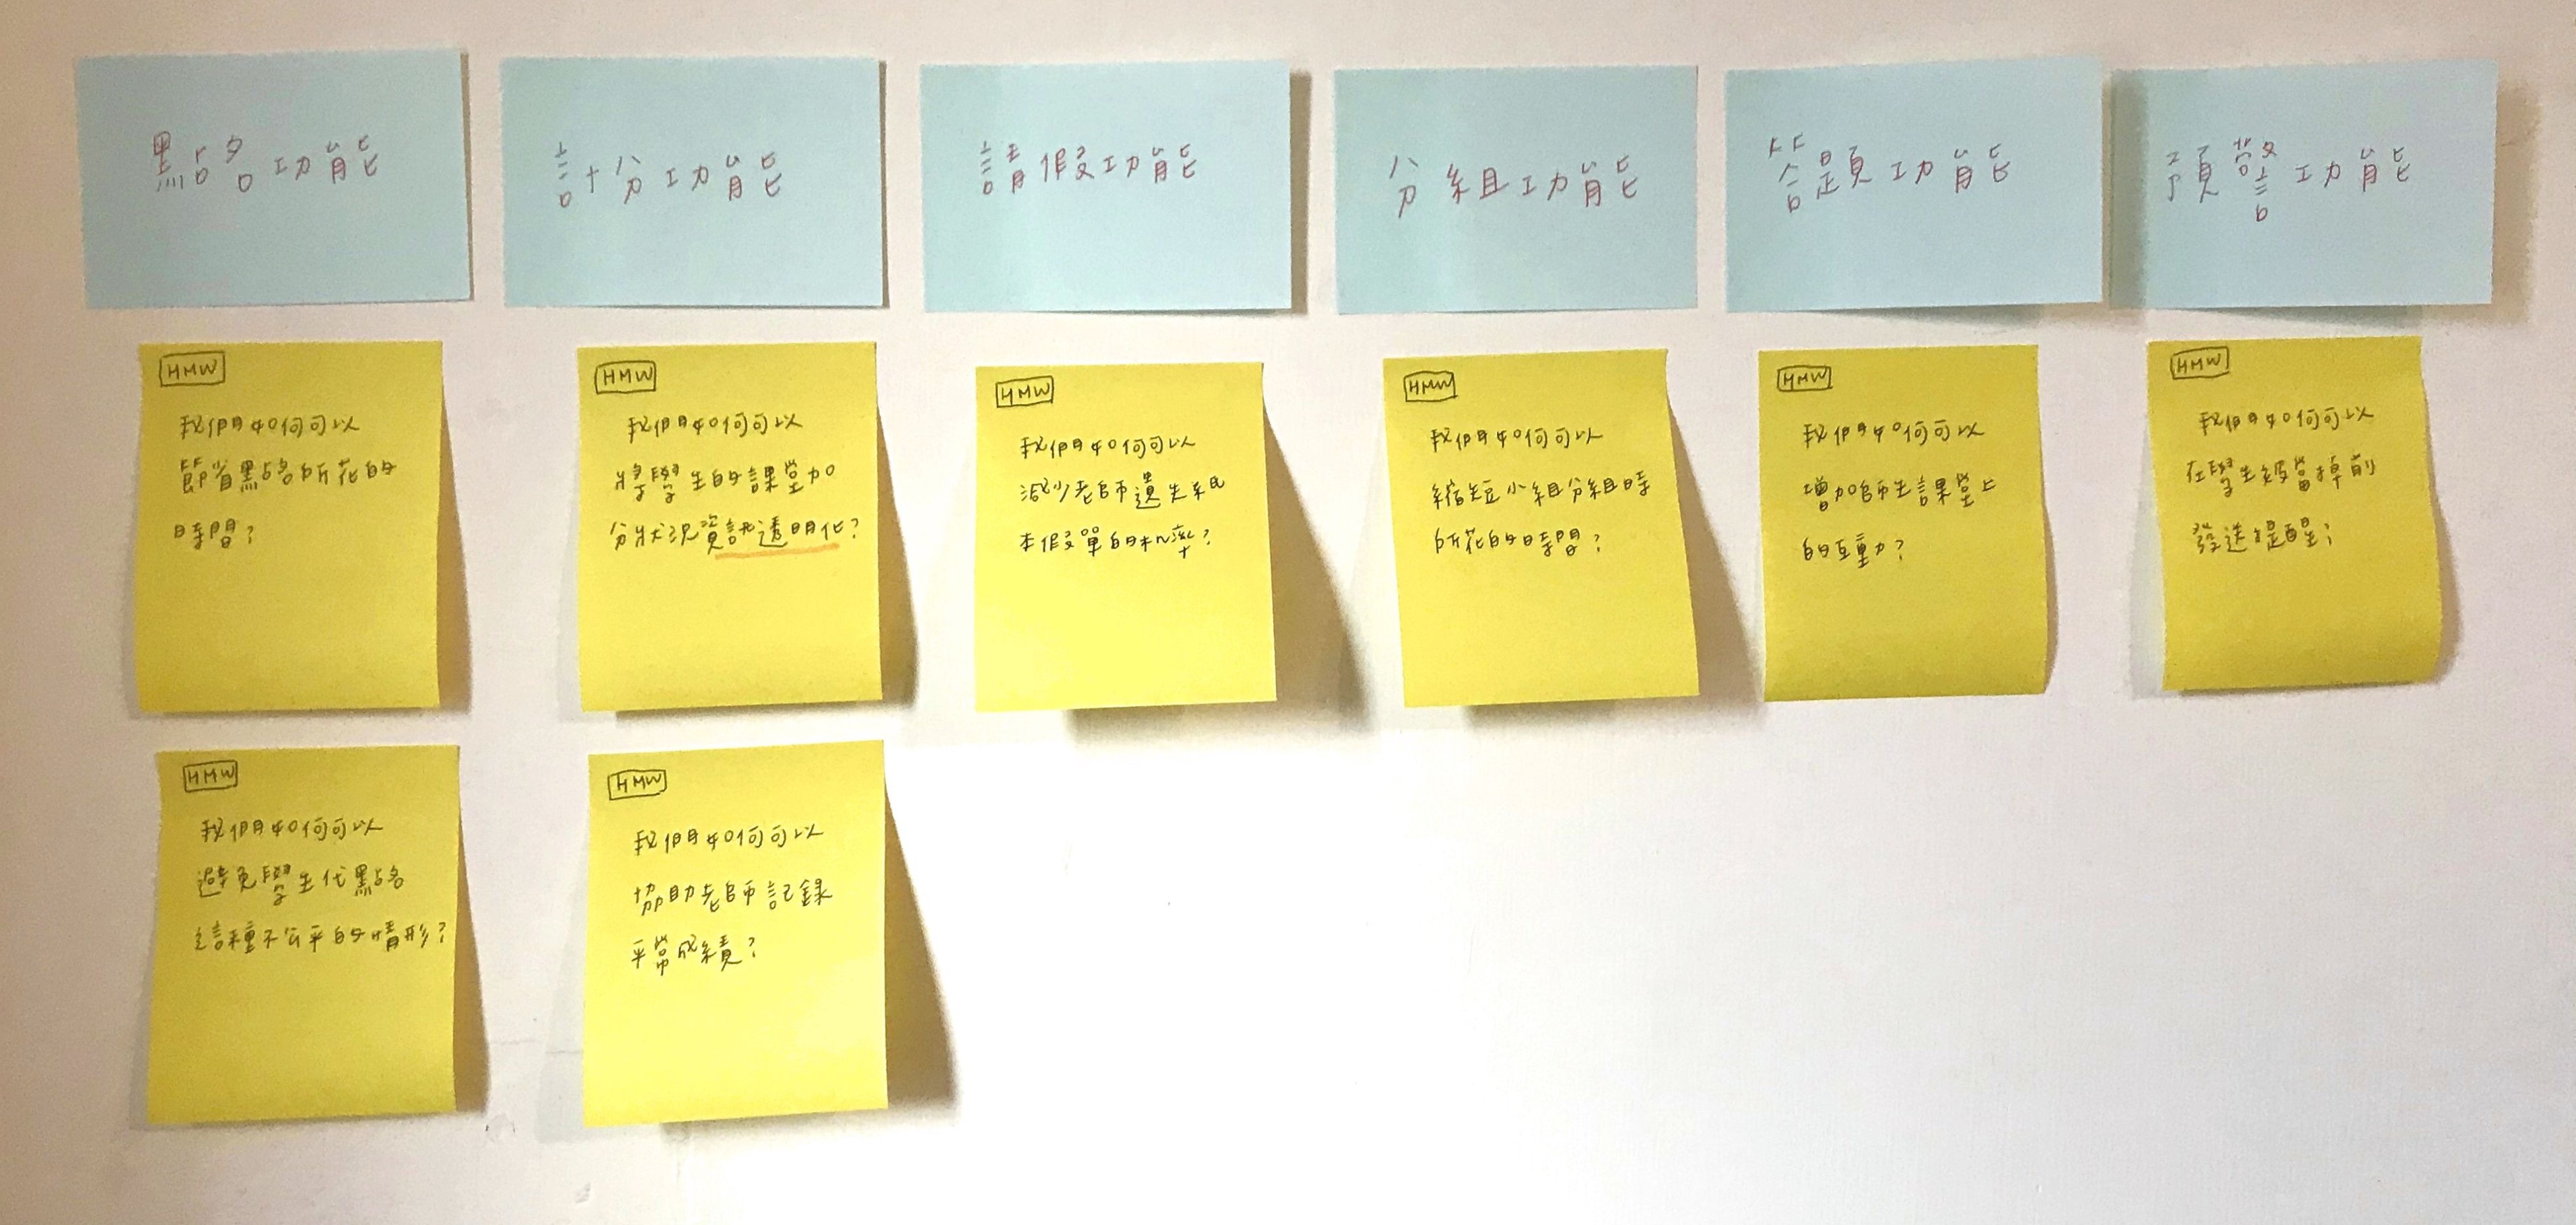 點名功能
計分功能
請假功能
分組功能
答題功能
預警功能
HMW
我們如何可以
節省點名所花的
時間?
HMW
我們如何可以
將學生的課堂加
分狀況資訊透明化?
HMW
我們如何可以
減少老師遺失紙
本假單的機率?
HMW
我們如何可以
縮短小組分組時
所花的時間?
HMW
我們如何可以
增加師生課堂上
的互動?
HMW
我們如何可以
在學生被當掉前
發送提醒?
HMW
我們如何可以
避免學生代點名
這種不公平的情形?
HMW
我們如何可以
協助老師記錄
平常成績?